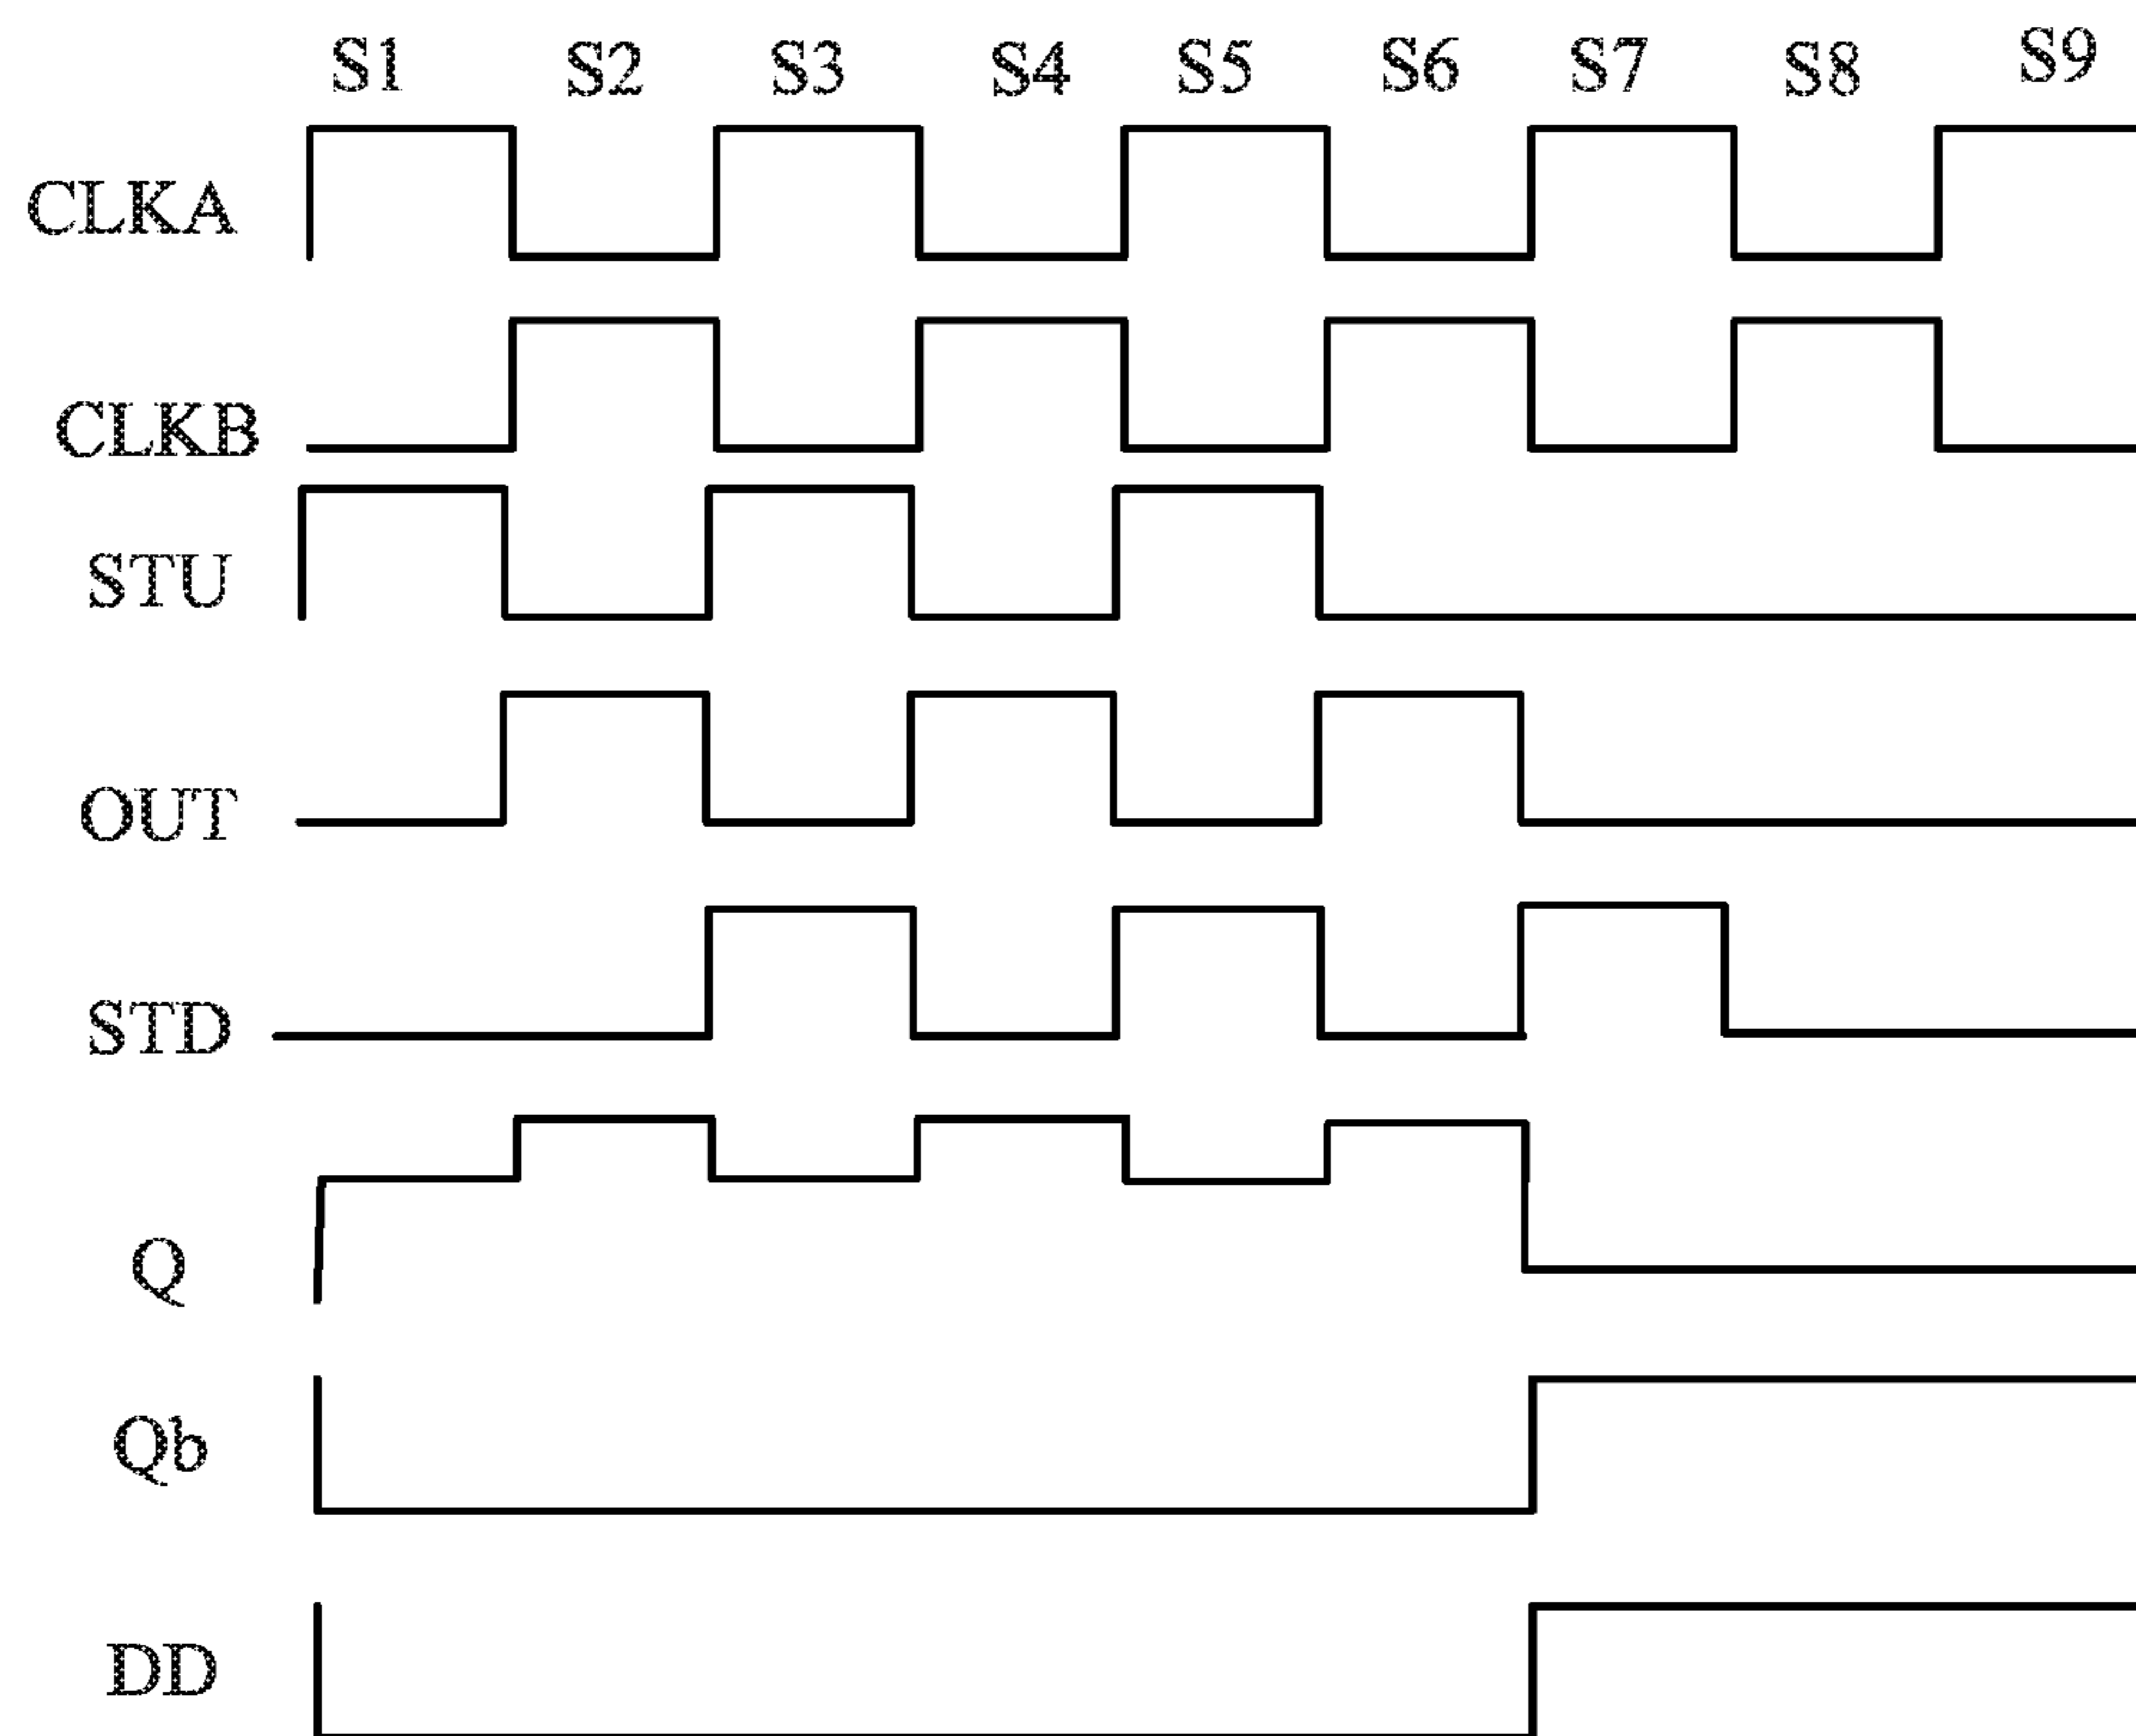 S1 S2 S3 S4 S5 S6 S7 S8 S9
CLKA
CLKB
STU
OUT
STD
Q
Qb
DD